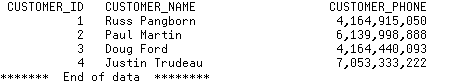 CUSTOMER_ID CUSTOMER_NAME CUSTOMER_PHONE
1 Russ Pangborn 4,164,915,050
2 Paul Martin 6,139,998,888
3 Doug Ford 4,164,440,093
4 Justin Trudeau 7,053,333,222
******* End of data ********